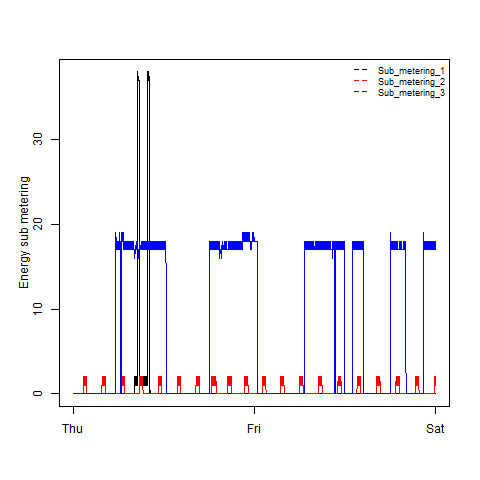 Sub_metering_1
Sub_metering_2
Sub_metering_3
Energy sub metering
30
20
10
0
Thu
Fri
Sat